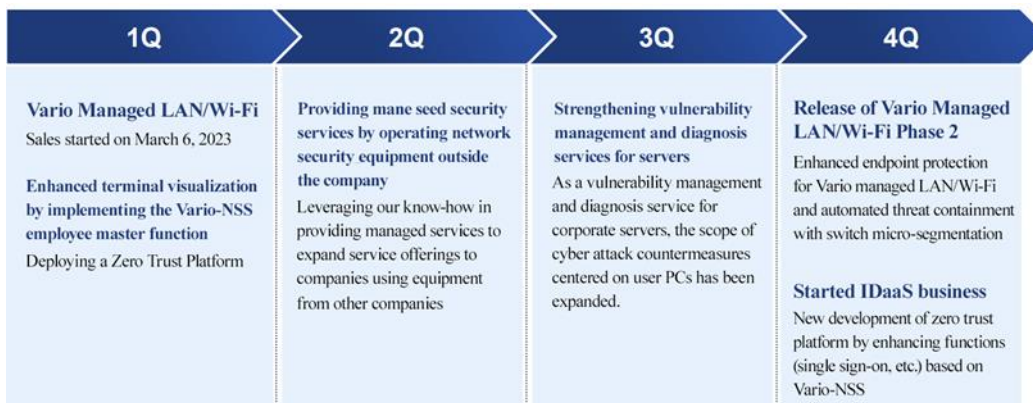 1Q
Vario Managed LAN/Wi-Fi
Sales started on March 6, 2023
Enhanced terminal visualization
by implementing the Vario-NSS
employee master function
Deploying a Zero Trust Platform
2Q
Providing mane seed security
services by operating network
security equipment outside
the company
Leveraging our know-how in
providing managed services to
expand service offerings to
companies using equipment
from other companies
3Q
Strengthening vulnerability
management and diagnosis
services for servers
As a vulnerability management
and diagnosis service for
corporate servers, the scope of
cyber attack countermeasures
centered on user PCs has been
expanded.
4Q
Release of Vario Managed
LAN/Wi-Fi Phase 2
Enhanced endpoint protection
for Vario managed LAN/Wi-Fi
and automated threat containment
with switch micro-segmentation
Started IDaaS business
New development of zero trust
platform by enhancing functions
(single sign-on, etc.) based on
Vario-NSS